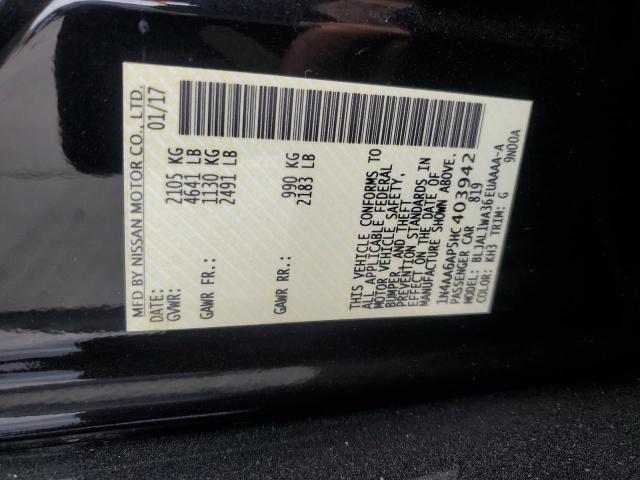 MFD BY NISSAN MOTOR CO., LTD.
DATE: 01/17
GVWR: 2105 KG
4641 LB
GAWR FR: 1130 KG
2491 LB
GAWR RR: 990 KG
2183 LB
THIS VEHICLE CONFORMS TO
ALL APPLICABLE FEDERAL
MOTOR VEHICLE SAFETY,
BUMPER, AND THEFT
PREVENTION STANDARDS IN
EFFECT ON THE DATE OF
MANUFACTURE SHOWN ABOVE.
1N4AA6AP5HC403942
PASSENGER CAR 819
MODEL: BLJALLWA36EUAAAA-A
COLOR: KH3 TRIM: G 9N00A